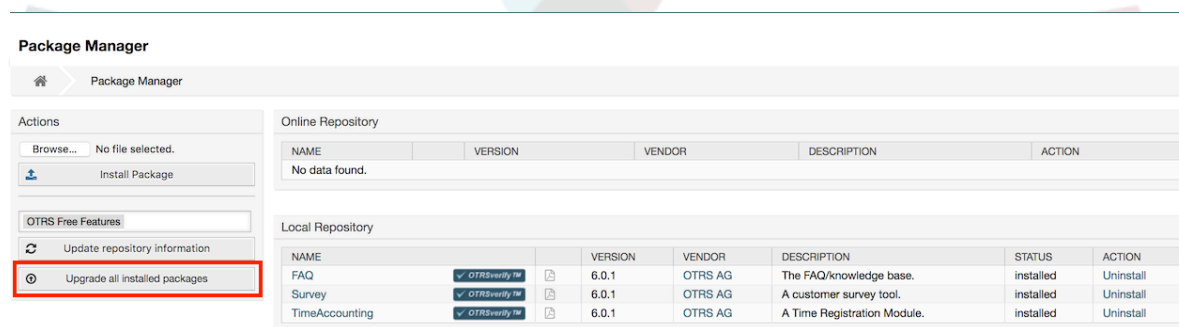 Package Manager
Package Manager
Actions
Browse... No file selected.
Install Package
OTRS Free Features
Update repository information
Upgrade all installed packages
Online Repository
NAME VERSION VENDOR DESCRIPTION ACTION
No data found.
Local Repository
NAME VERSION VENDOR DESCRIPTION STATUS ACTION
FAQ ✓ OTRSverify™ 6.0.1 OTRS AG The FAQ/knowledge base. installed Uninstall
Survey ✓ OTRSverify™ 6.0.1 OTRS AG A customer survey tool. installed Uninstall
TimeAccounting ✓ OTRSverify™ 6.0.1 OTRS AG A Time Registration Module. installed Uninstall